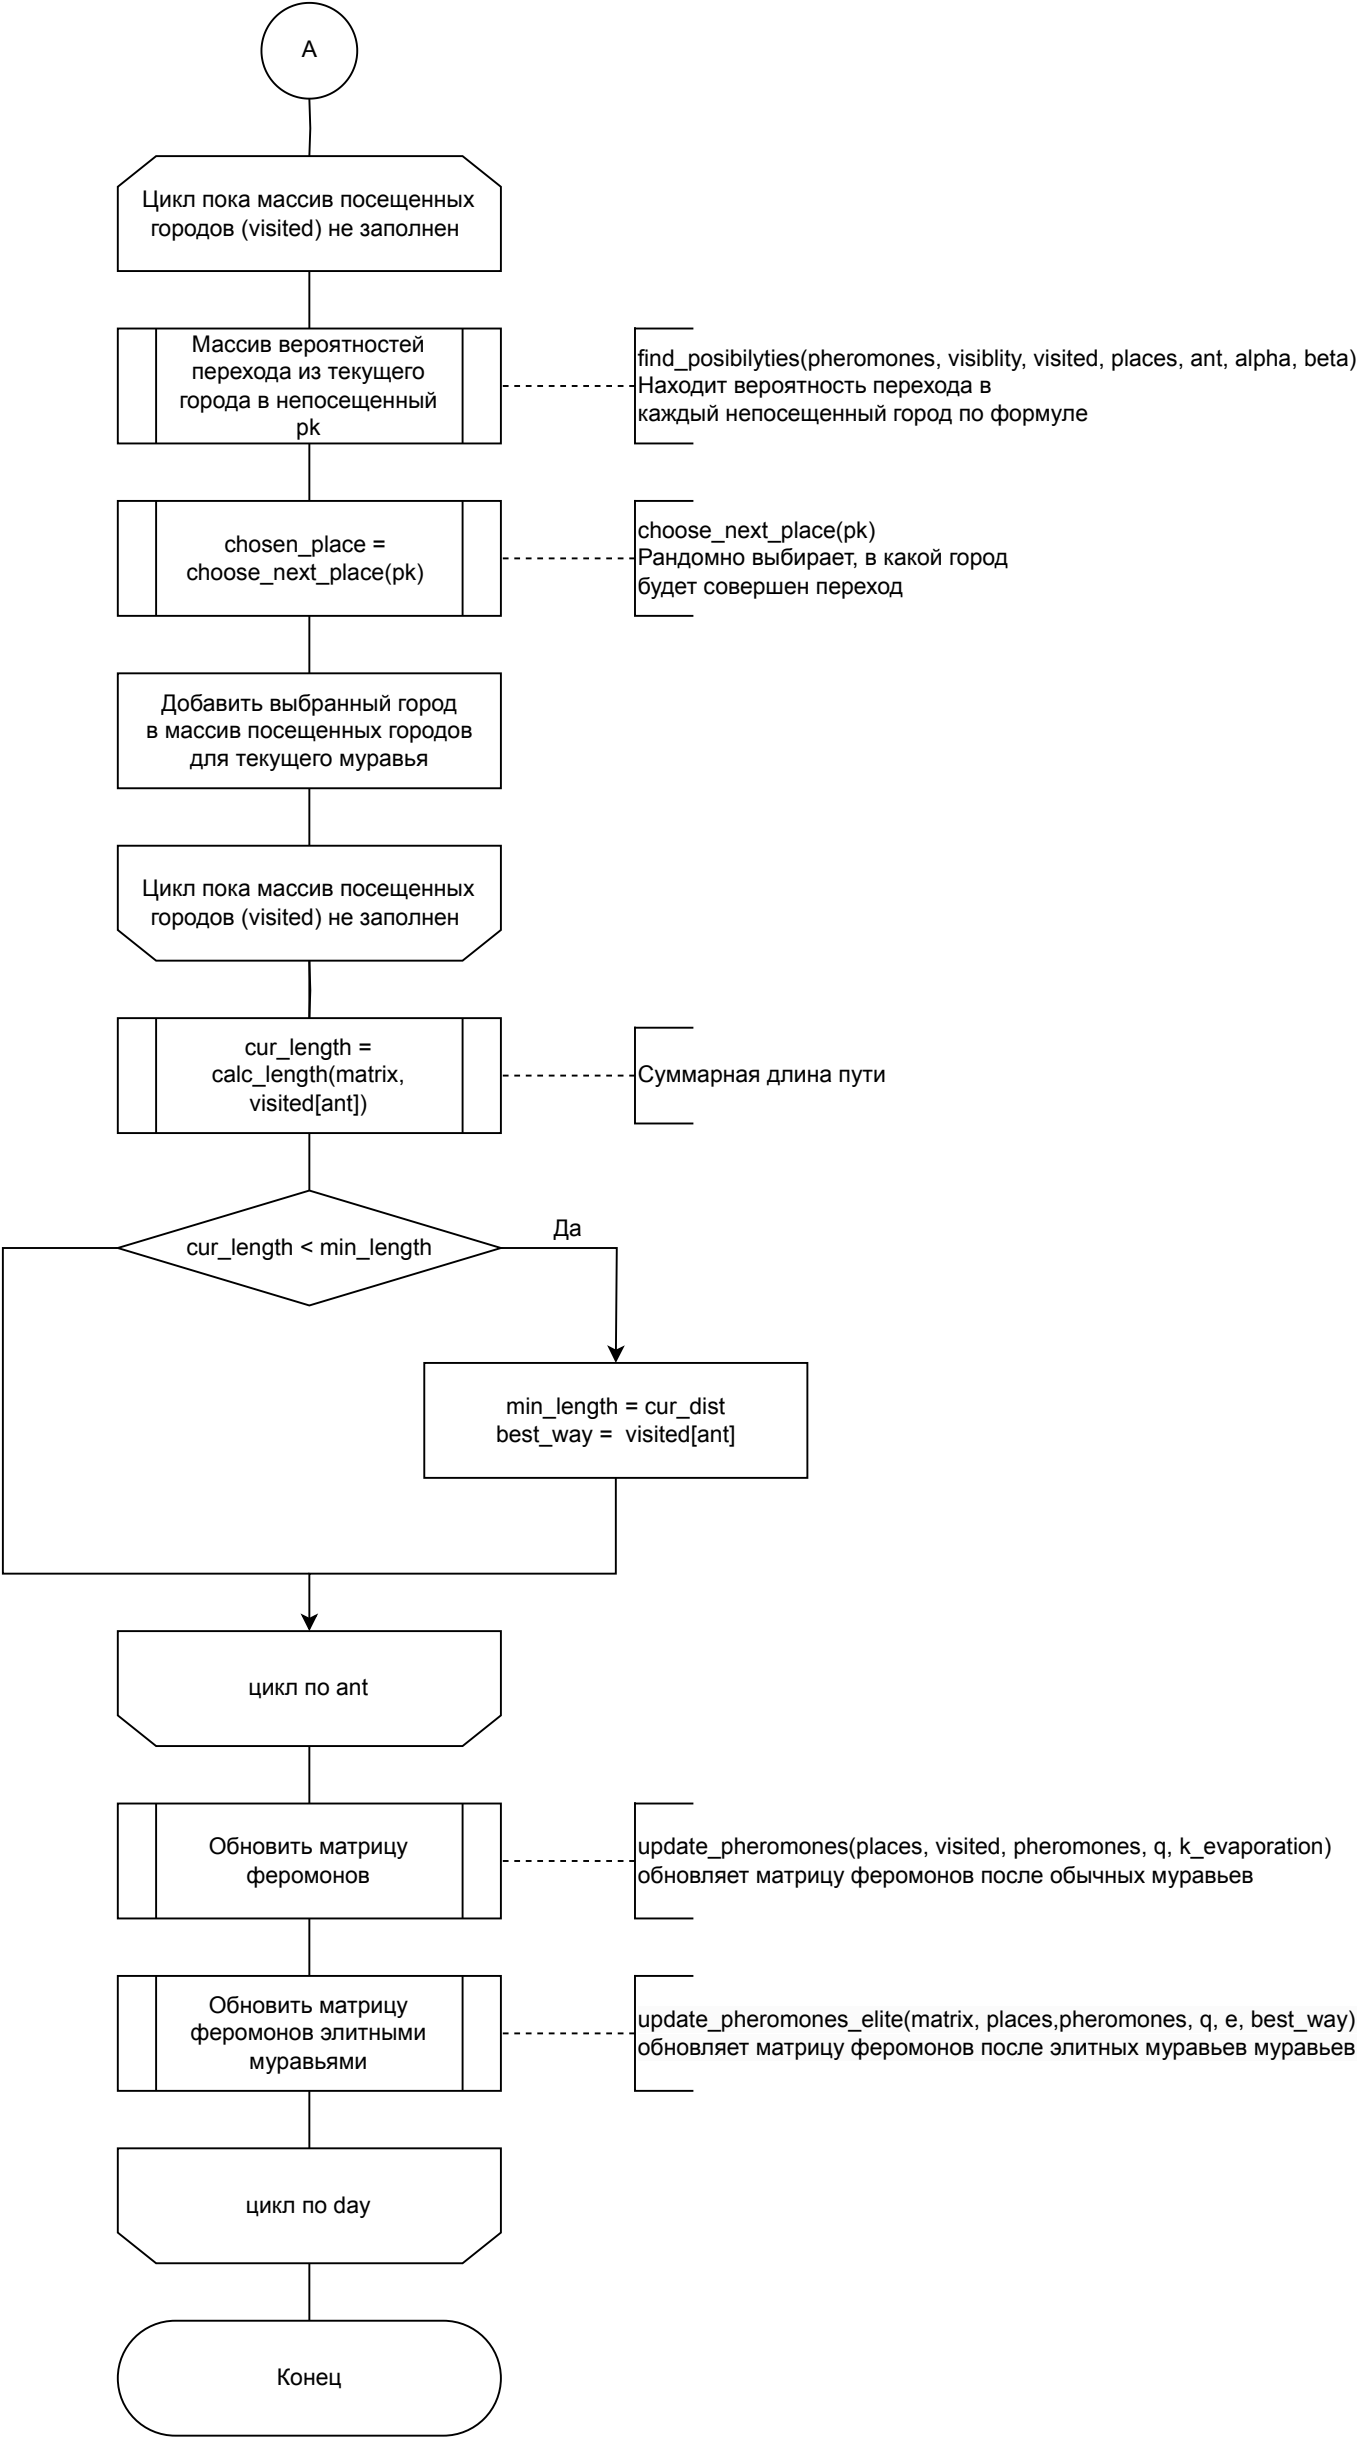 A
Цикл пока массив посещенных
городов (visited) не заполнен
Массив вероятностей
перехода из текущего
города в непосещенный
pk
find_posibilyties(pheromones, visiblity, visited, places, ant, alpha, beta)
Находит вероятность перехода в
каждый непосещенный город по формуле
chosen_place =
choose_next_place(pk)
choose_next_place(pk)
Рандомно выбирает, в какой город
будет совершен переход
Добавить выбранный город
в массив посещенных городов
для текущего муравья
Цикл пока массив посещенных
городов (visited) не заполнен
cur_length =
calc_length(matrix,
visited[ant])
Суммарная длина пути
cur_length < min_length
Да
min_length = cur_dist
best_way = visited[ant]
цикл по ant
Обновить матрицу
феромонов
update_pheromones(places, visited, pheromones, q, k_evaporation)
обновляет матрицу феромонов после обычных муравьев
Обновить матрицу
феромонов элитными
муравьями
update_pheromones_elite(matrix, places,pheromones, q, e, best_way)
обновляет матрицу феромонов после элитных муравьев муравьев
цикл по day
Конец